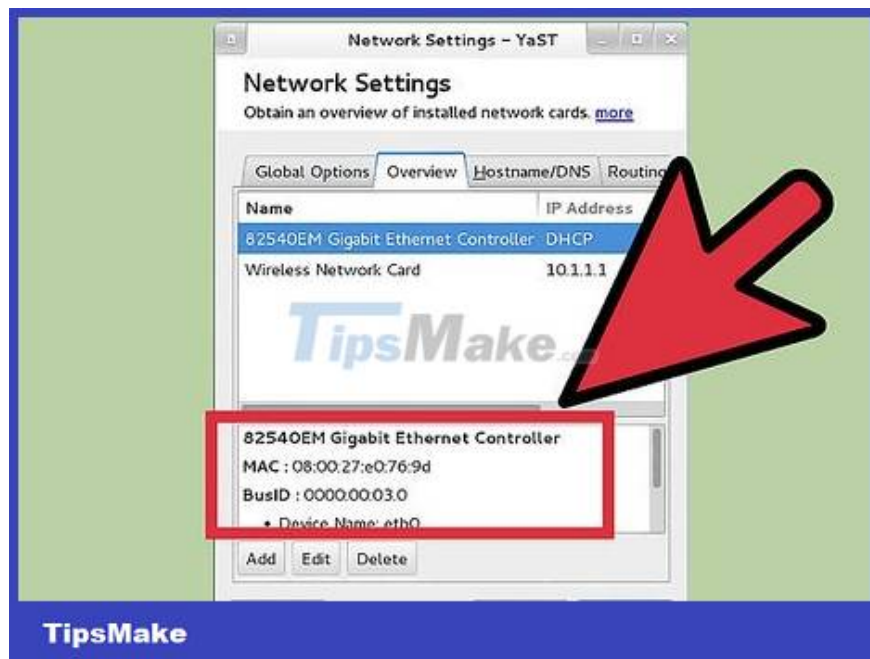 Network Settings – YaST
Network Settings
Obtain an overview of installed network cards. more
Global Options Overview Hostname/DNS Routing
Name IP Address
82540EM Gigabit Ethernet Controller DHCP
Wireless Network Card 10.1.1.1
TipsMake.com
82540EM Gigabit Ethernet Controller
MAC : 08:00:27:e0:76:9d
BusID : 0000:00:03.0
• Device Name: eth0
Add Edit Delete
TipsMake